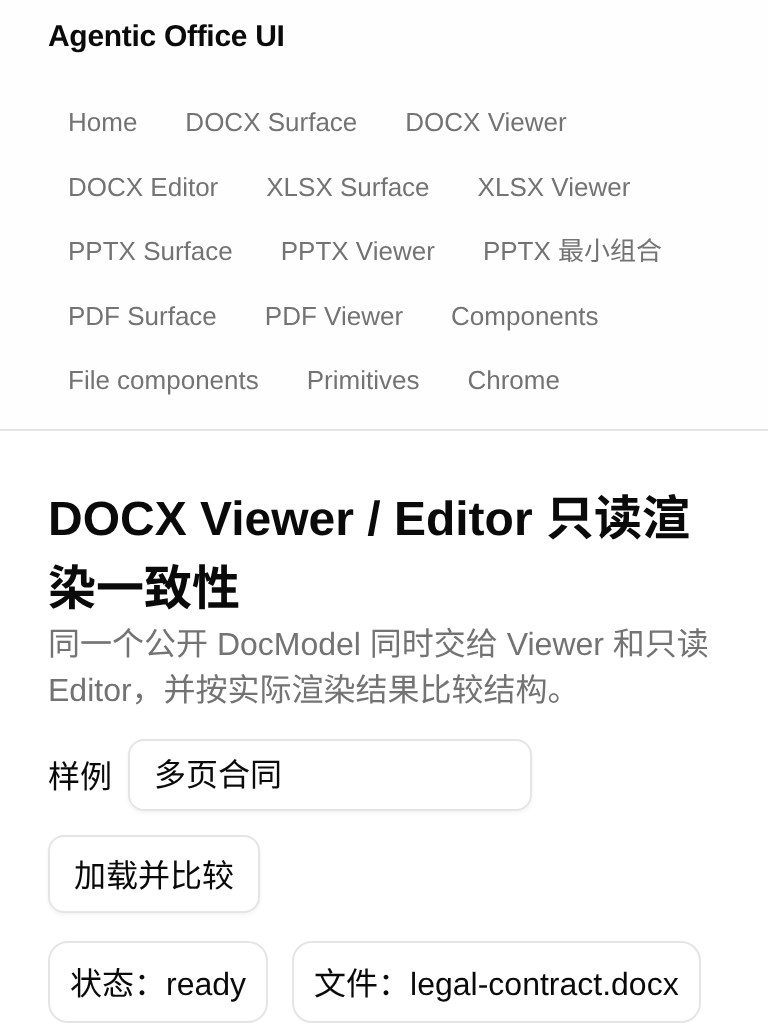 Agentic Office UI
Home DOCX Surface DOCX Viewer
DOCX Editor XLSX Surface XLSX Viewer
PPTX Surface PPTX Viewer PPTX 最小组合
PDF Surface PDF Viewer Components
File components Primitives Chrome
DOCX Viewer / Editor 只读渲
染一致性
同一个公开 DocModel 同时交给 Viewer 和只读
Editor，并按实际渲染结果比较结构。
样例 多页合同
加载并比较
状态：ready 文件：legal-contract.docx